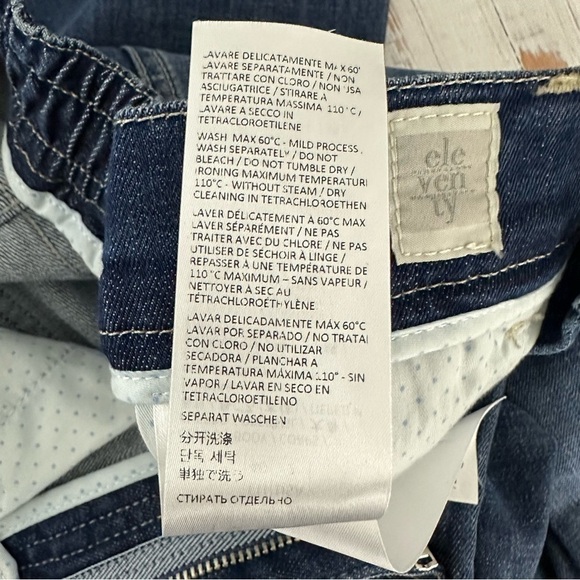 LAVARE DELICATAMENTE MAX 60°
LAVARE SEPARATAMENTE / NON
TRATTARE CON CLORO / NON USA
ASCIUGATRICE / STIRARE A
TEMPERATURA MASSIMA 110°C /
LAVARE A SECCO IN
TETRACLOROETILENE
WASH MAX 60°C - MILD PROCESS
WASH SEPARATELY / DO NOT
BLEACH / DO NOT TUMBLE DRY /
IRONING MAXIMUM TEMPERATURI
110°C - WITHOUT STEAM / DRY
CLEANING IN TETRACHLOROETHEN
LAVER DÉLICATEMENT A 60°C MAX
LAVER SÉPARÉMENT / NE PAS
TRAITER AVEC DU CHLORE / NE PAS
UTILISER DE SÉCHOIR À LINGE /
REPASSER À UNE TEMPÉRATURE DE
110°C MAXIMUM – SANS VAPEUR /
NETTOYER À SEC AU
TÉTRACHLOROÉTHYLÈNE
LAVAR DELICADAMENTE MÁX 60°C
LAVAR POR SEPARADO / NO TRATAI
CON CLORO / NO UTILIZAR
SECADORA / PLANCHAR A
TEMPERATURA MÁXIMA 110° - SIN
VAPOR / LAVAR EN SECO EN
TETRACLOROETILENO
SEPARAT WASCHEN
分开洗涤
단독 세탁
単独で洗う
СТИРАТЬ ОТДЕЛЬНО
ele
ven
ty